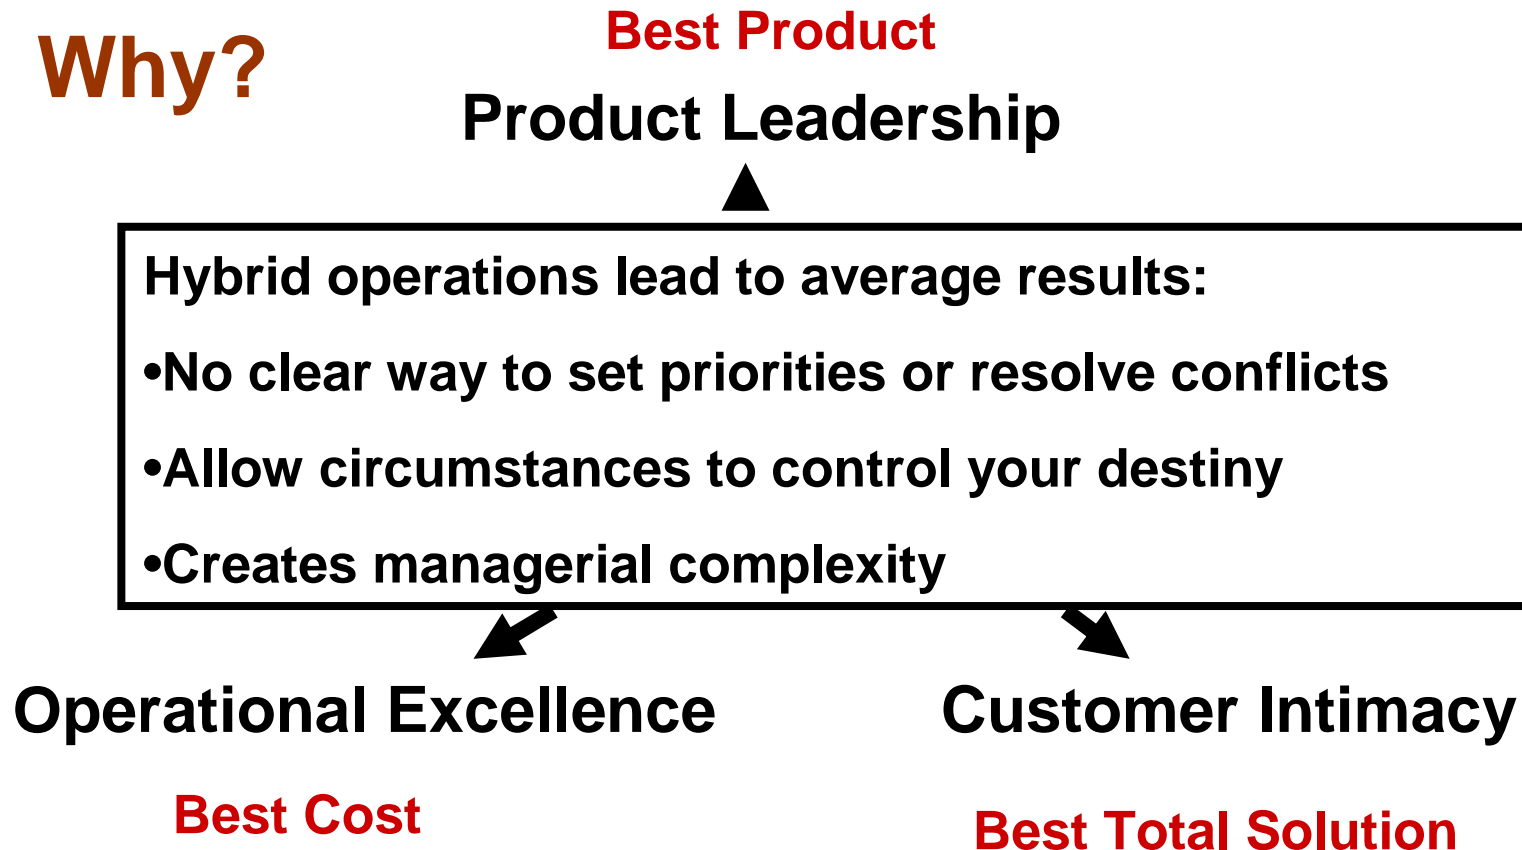 Why?
Best Product
Product Leadership
Hybrid operations lead to average results:
•No clear way to set priorities or resolve conflicts
•Allow circumstances to control your destiny
•Creates managerial complexity
Operational Excellence
Customer Intimacy
Best Cost
Best Total Solution